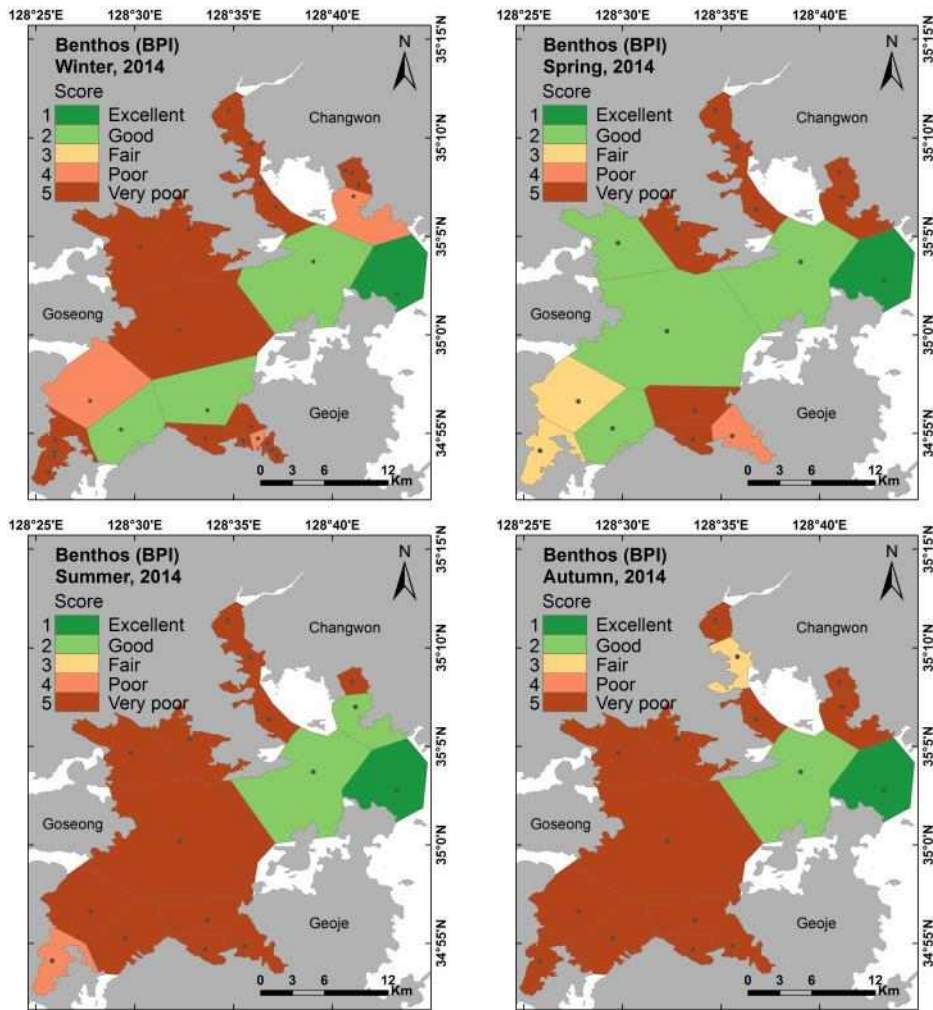 128°25'E 128°30'E 128°35'E 128°40'E
35°15'N
35°10'N
35°5'N
35°0'N
34°55'N
Benthos (BPI)
Winter, 2014
Score
1 Excellent
2 Good
3 Fair
4 Poor
5 Very poor
N
Changwon
Goseong
Geoje
0 3 6 12
Km
128°25'E 128°30'E 128°35'E 128°40'E
35°15'N
35°10'N
35°5'N
35°0'N
34°55'N
Benthos (BPI)
Spring, 2014
Score
1 Excellent
2 Good
3 Fair
4 Poor
5 Very poor
N
Changwon
Goseong
Geoje
0 3 6 12
Km
128°25'E 128°30'E 128°35'E 128°40'E
35°15'N
35°10'N
35°5'N
35°0'N
34°55'N
Benthos (BPI)
Summer, 2014
Score
1 Excellent
2 Good
3 Fair
4 Poor
5 Very poor
N
Changwon
Goseong
Geoje
0 3 6 12
Km
128°25'E 128°30'E 128°35'E 128°40'E
35°15'N
35°10'N
35°5'N
35°0'N
34°55'N
Benthos (BPI)
Autumn, 2014
Score
1 Excellent
2 Good
3 Fair
4 Poor
5 Very poor
N
Changwon
Goseong
Geoje
0 3 6 12
Km